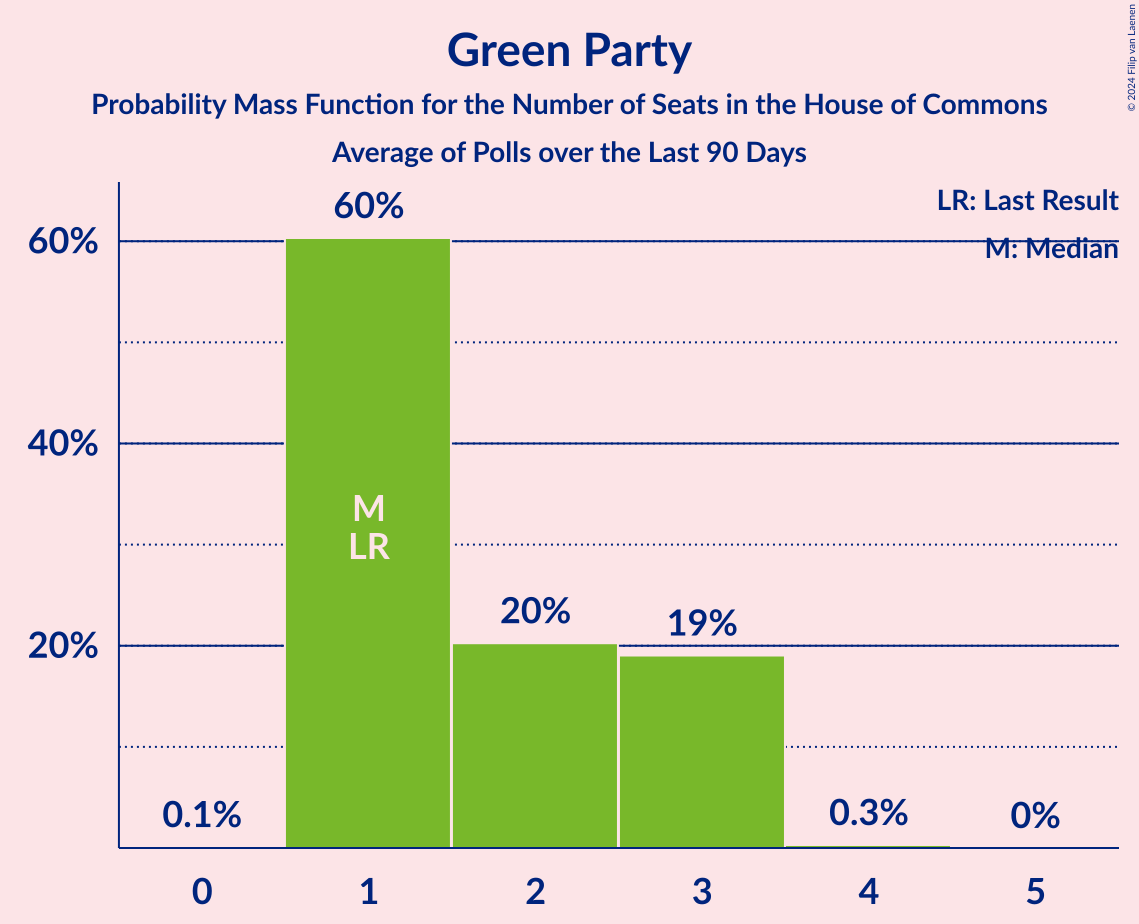 Green Party
Probability Mass Function for the Number of Seats in the House of Commons
Average of Polls over the Last 90 Days
© 2024 Filip van Laenen
LR: Last Result
M: Median
60%
40%
20%
0.1%
60%
M
LR
20%
19%
0.3%
0%
0 1 2 3 4 5